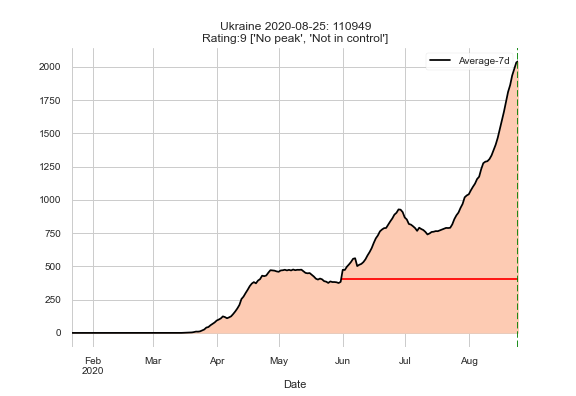 Ukraine 2020-08-25: 110949
Rating:9 ['No peak', 'Not in control']
Average-7d
2000
1750
1500
1250
1000
750
500
250
0
Feb
2020
Mar
Apr
May
Jun
Jul
Aug
Date